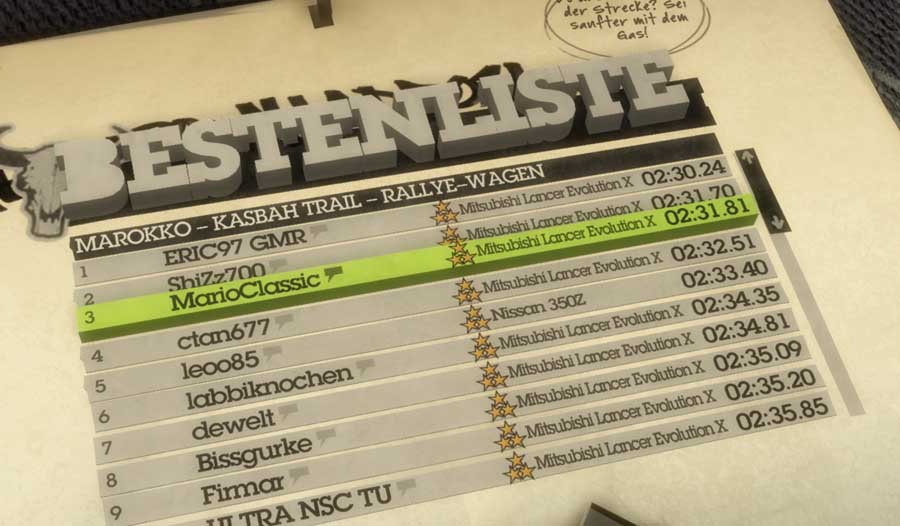 der Strecke? Sei
sanfter mit dem
Gas!
BESTENLISTE
MAROKKO – KASBAH TRAIL – RALLYE-WAGEN
1 ERIC97 GMR Mitsubishi Lancer Evolution X 02:30.24
2 ShiZz700 Mitsubishi Lancer Evolution X 02:31.70
3 MarioClassic Mitsubishi Lancer Evolution X 02:31.81
4 ctan677 Mitsubishi Lancer Evolution X 02:32.51
5 leoo85 Nissan 350Z 02:33.40
6 labbiknochen Mitsubishi Lancer Evolution X 02:34.35
7 dewelt Mitsubishi Lancer Evolution X 02:34.81
8 Bissgurke Mitsubishi Lancer Evolution X 02:35.09
9 Firmar Mitsubishi Lancer Evolution X 02:35.20
ULTRA NSC TU Mitsubishi Lancer Evolution X 02:35.85